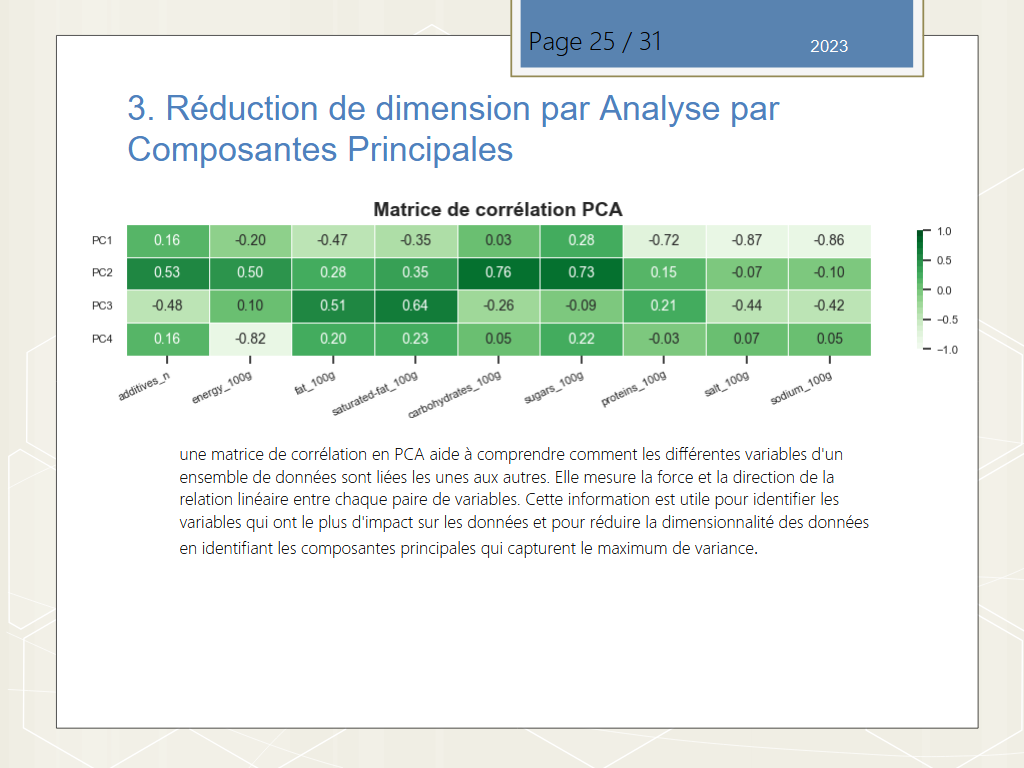 Page 25 / 31
2023
3. Réduction de dimension par Analyse par
Composantes Principales
Matrice de corrélation PCA
PC1 0.16 -0.20 -0.47 -0.35 0.03 0.28 -0.72 -0.87 -0.86
PC2 0.53 0.50 0.28 0.35 0.76 0.73 0.15 -0.07 -0.10
PC3 -0.48 0.10 0.51 0.64 -0.26 -0.09 0.21 -0.44 -0.42
PC4 0.16 -0.82 0.20 0.23 0.05 0.22 -0.03 0.07 0.05
additives_n energy_100g fat_100g saturated-fat_100g carbohydrates_100g sugars_100g proteins_100g salt_100g sodium_100g
1.0
0.5
0.0
−0.5
−1.0
une matrice de corrélation en PCA aide à comprendre comment les différentes variables d'un
ensemble de données sont liées les unes aux autres. Elle mesure la force et la direction de la
relation linéaire entre chaque paire de variables. Cette information est utile pour identifier les
variables qui ont le plus d'impact sur les données et pour réduire la dimensionnalité des données
en identifiant les composantes principales qui capturent le maximum de variance.